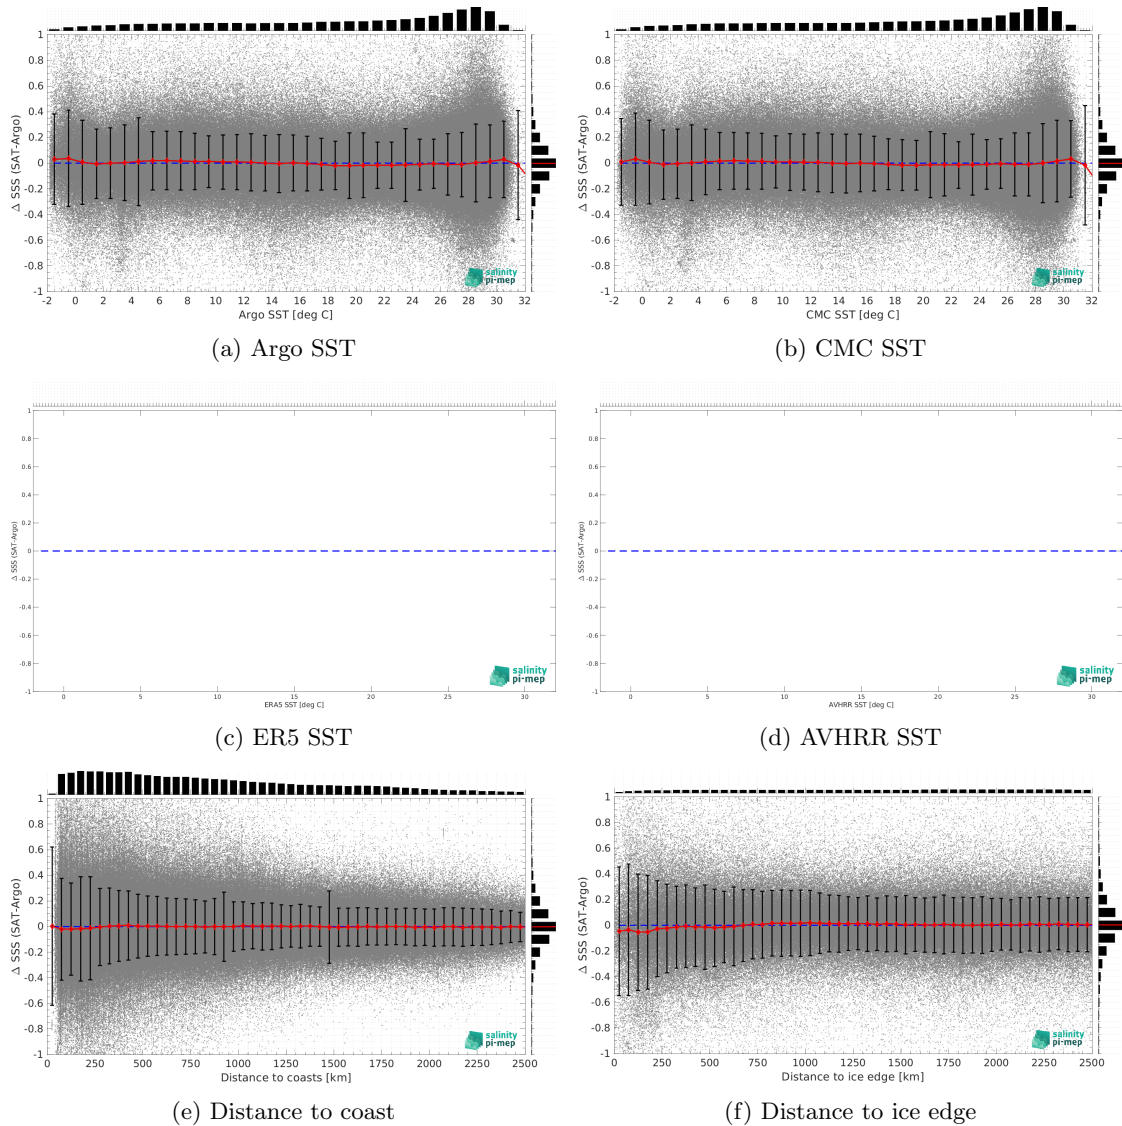 1
0.8
0.6
0.4
0.2
0
-0.2
-0.4
-0.6
-0.8
-1
Δ SSS (SAT-Argo)
-2 0 2 4 6 8 10 12 14 16 18 20 22 24 26 28 30 32
Argo SST [deg C]
salinity
pi-mep
(a) Argo SST
1
0.8
0.6
0.4
0.2
0
-0.2
-0.4
-0.6
-0.8
-1
Δ SSS (SAT-Argo)
-2 0 2 4 6 8 10 12 14 16 18 20 22 24 26 28 30 32
CMC SST [deg C]
salinity
pi-mep
(b) CMC SST
1
0.8
0.6
0.4
0.2
0
-0.2
-0.4
-0.6
-0.8
-1
Δ SSS (SAT-Argo)
0 5 10 15 20 25 30
ERA5 SST [deg C]
salinity
pi-mep
(c) ER5 SST
1
0.8
0.6
0.4
0.2
0
-0.2
-0.4
-0.6
-0.8
-1
Δ SSS (SAT-Argo)
0 5 10 15 20 25 30
AVHRR SST [deg C]
salinity
pi-mep
(d) AVHRR SST
1
0.8
0.6
0.4
0.2
0
-0.2
-0.4
-0.6
-0.8
-1
Δ SSS (SAT-Argo)
0 250 500 750 1000 1250 1500 1750 2000 2250 2500
Distance to coasts [km]
salinity
pi-mep
(e) Distance to coast
1
0.8
0.6
0.4
0.2
0
-0.2
-0.4
-0.6
-0.8
-1
Δ SSS (SAT-Argo)
0 250 500 750 1000 1250 1500 1750 2000 2250 2500
Distance to ice edge [km]
salinity
pi-mep
(f) Distance to ice edge